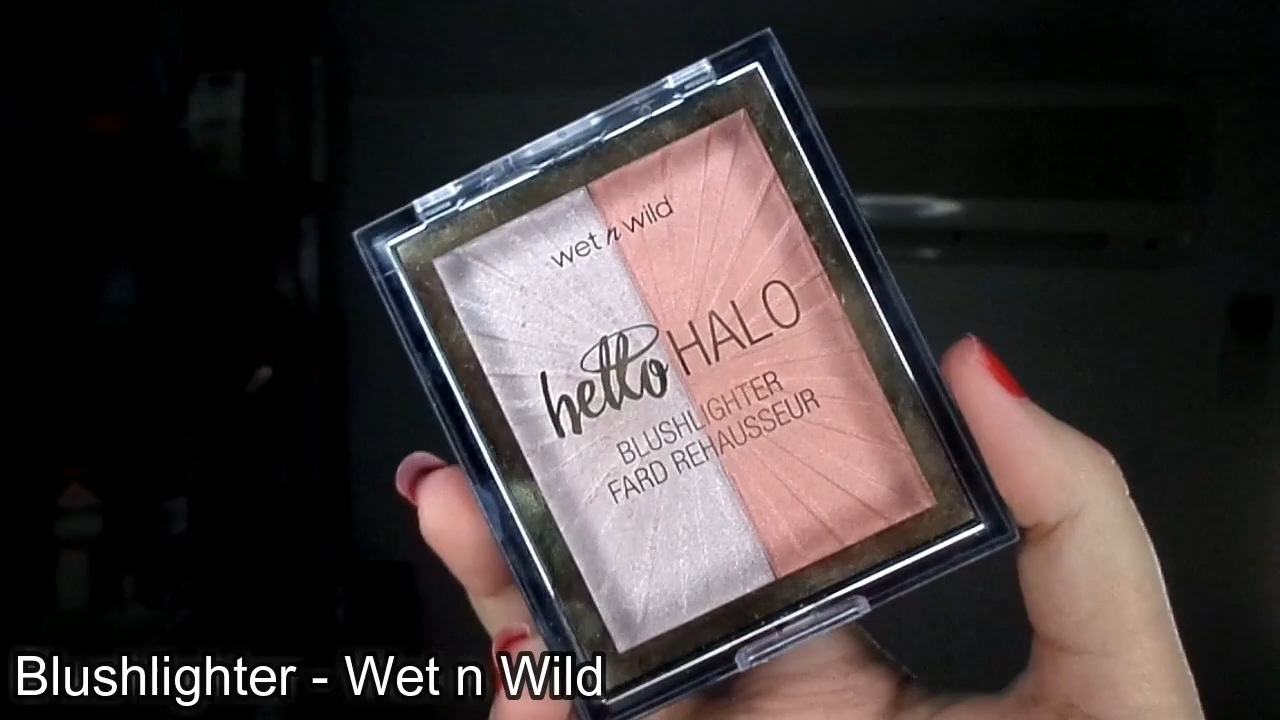 wet n wild
hello HALO
BLUSHLIGHTER
FARD REHAUSSEUR
Blushlighter - Wet n Wild